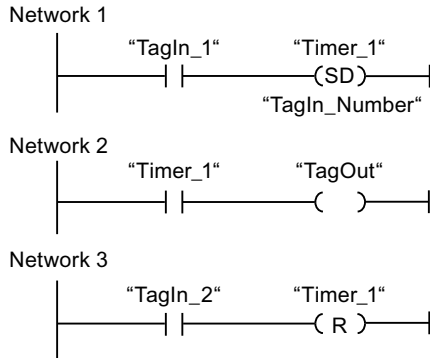 Network 1
“TagIn_1“ “Timer_1“
SD
“TagIn_Number“
Network 2
“Timer_1“ “TagOut“
Network 3
“TagIn_2“ “Timer_1“
R